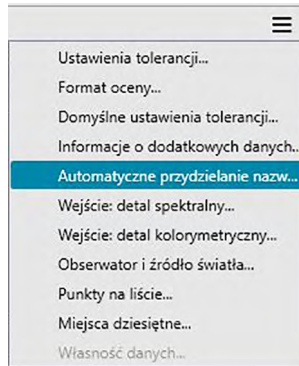 Ustawienia tolerancji...
Format oceny...
Domyślne ustawienia tolerancji...
Informacje o dodatkowych danych..
Automatyczne przydzielanie nazw...
Wejście: detal spektralny...
Wejście: detal kolorymetryczny...
Obserwator i źródło światła...
Punkty na liście...
Miejsca dziesiętne...
Własność danych...